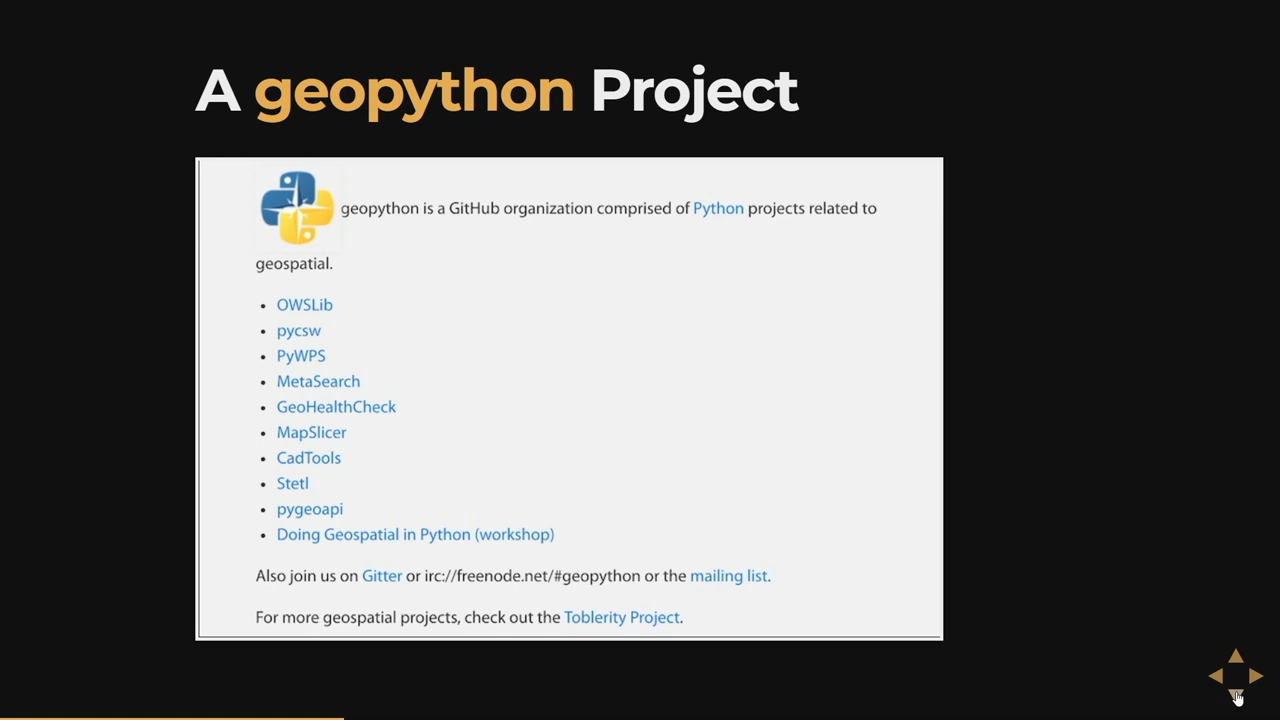 A geopython Project
geopython is a GitHub organization comprised of Python projects related to
geospatial.
• OWSLib
• pycsw
• PyWPS
• MetaSearch
• GeoHealthCheck
• MapSlicer
• CadTools
• Stetl
• pygeoapi
• Doing Geospatial in Python (workshop)
Also join us on Gitter or irc://freenode.net/#geopython or the mailing list.
For more geospatial projects, check out the Toblerity Project.